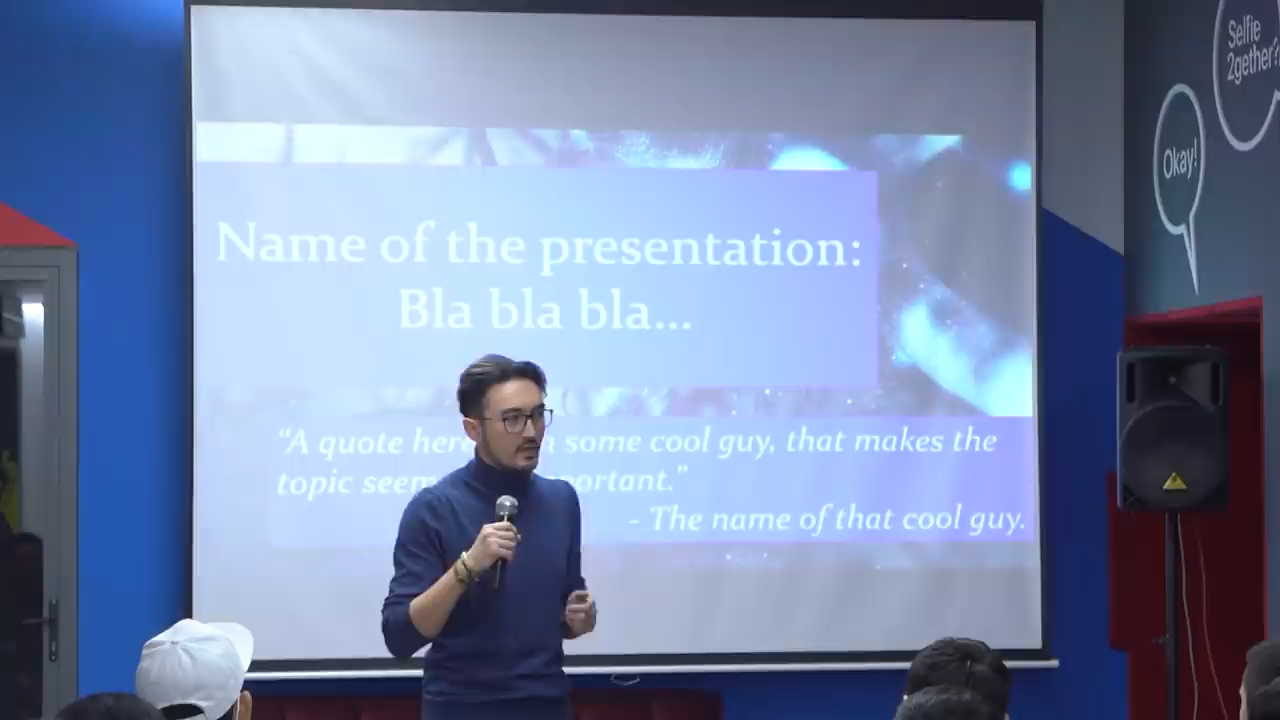 Name of the presentation:
Bla bla bla...
“A quote here some cool guy, that makes the
topic
- The name of that cool guy.
Selfie
2gether?
Okay!